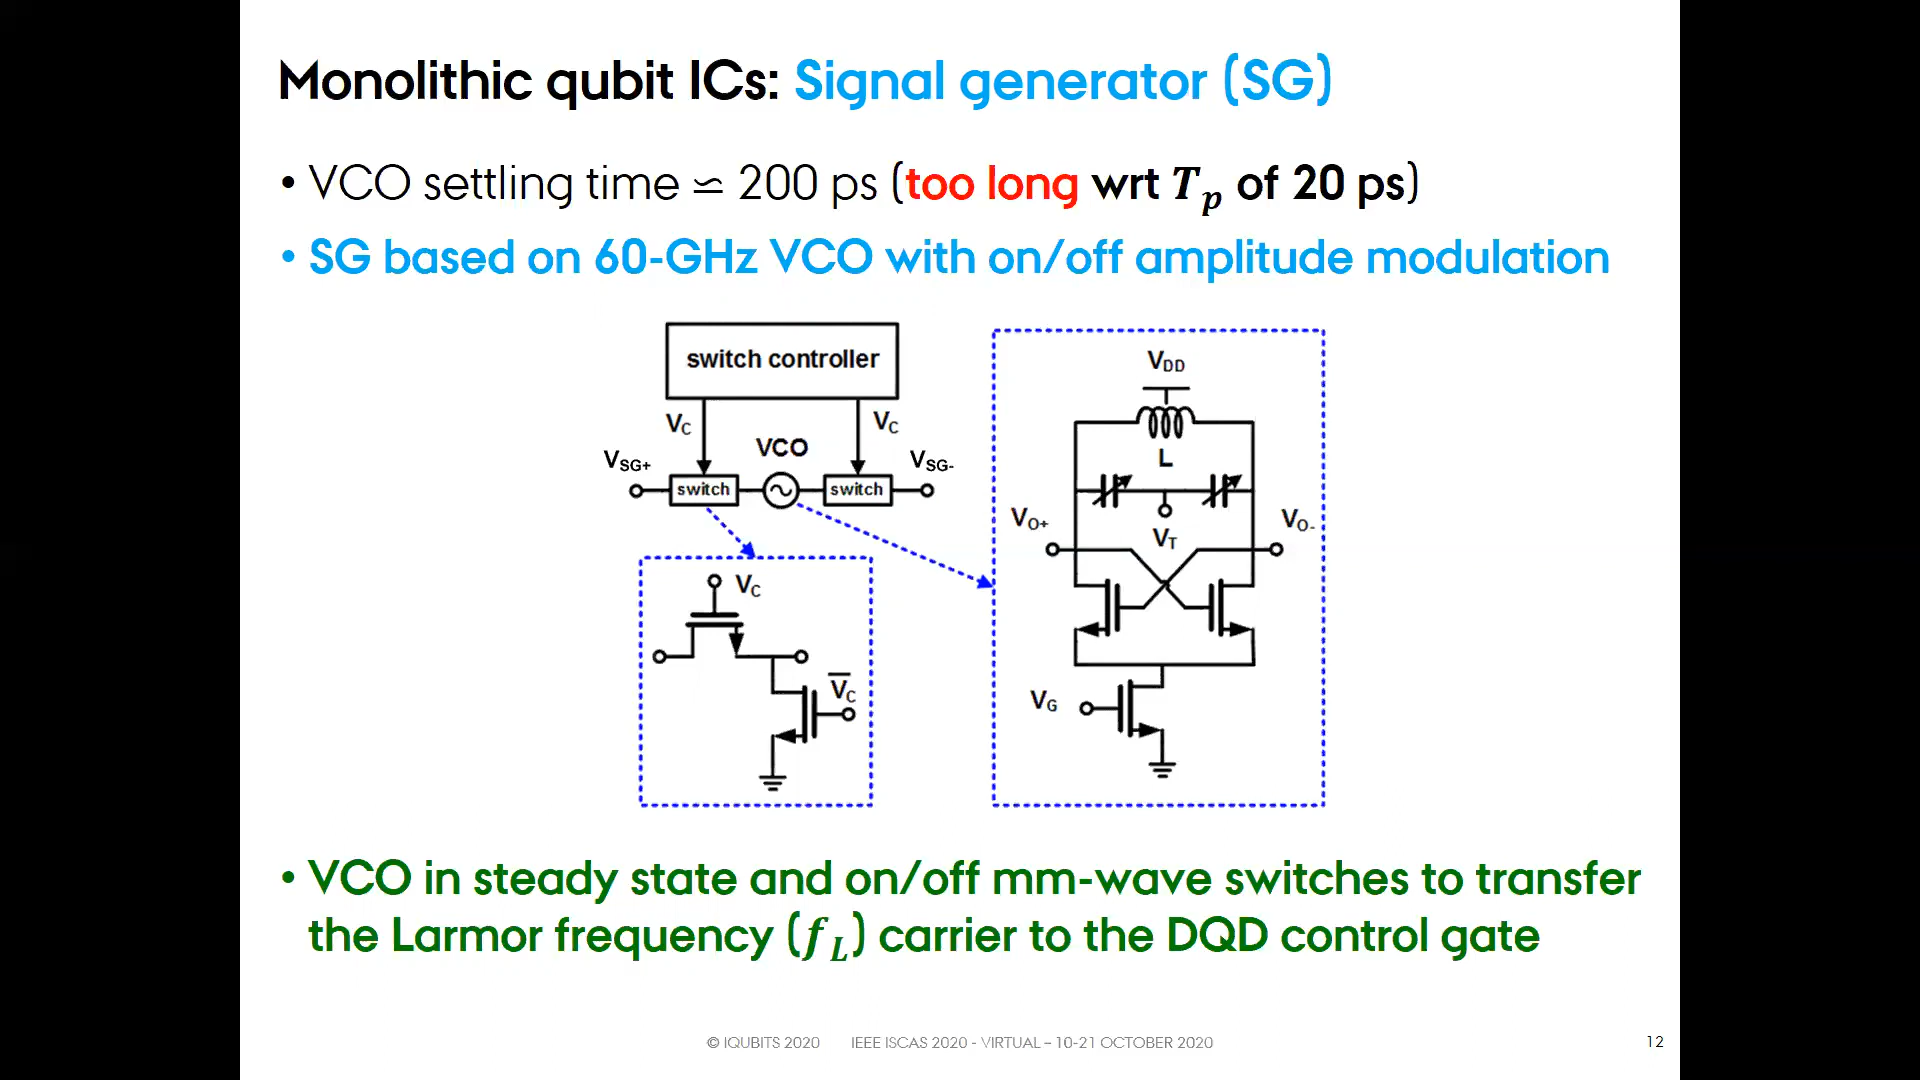 Monolithic qubit ICs: Signal generator (SG)
• VCO settling time ≃ 200 ps (too long wrt Tp of 20 ps)
• SG based on 60-GHz VCO with on/off amplitude modulation
switch controller
VC
VC
VCO
VSG+
VSG-
switch
switch
VC
VC
VDD
L
VT
VO+
VO-
VG
• VCO in steady state and on/off mm-wave switches to transfer
the Larmor frequency (fL) carrier to the DQD control gate
© IQUBITS 2020 IEEE ISCAS 2020 - VIRTUAL – 10-21 OCTOBER 2020
12